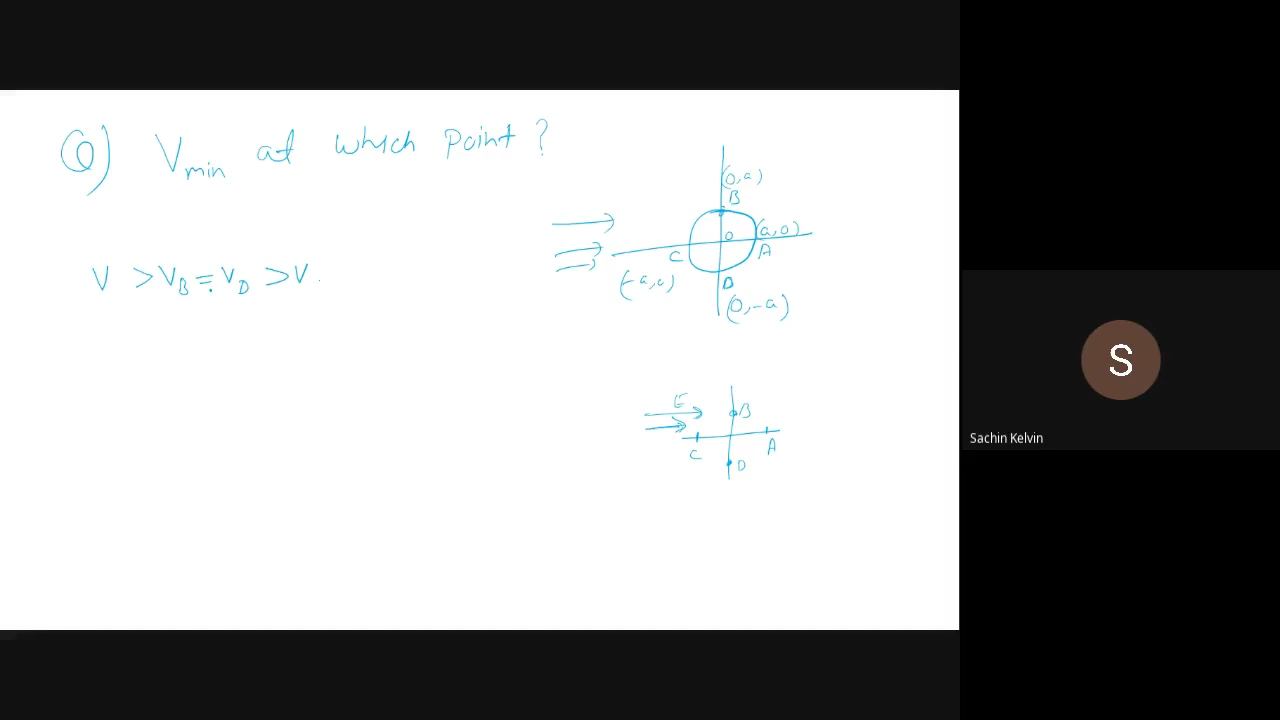 Q) Vmin at which point ?
(0,a)
B
O
(a,0)
C
A
(-a,0)
D
(0,-a)
V > VB = VD > V
E
B
C
A
D
S
Sachin Kelvin